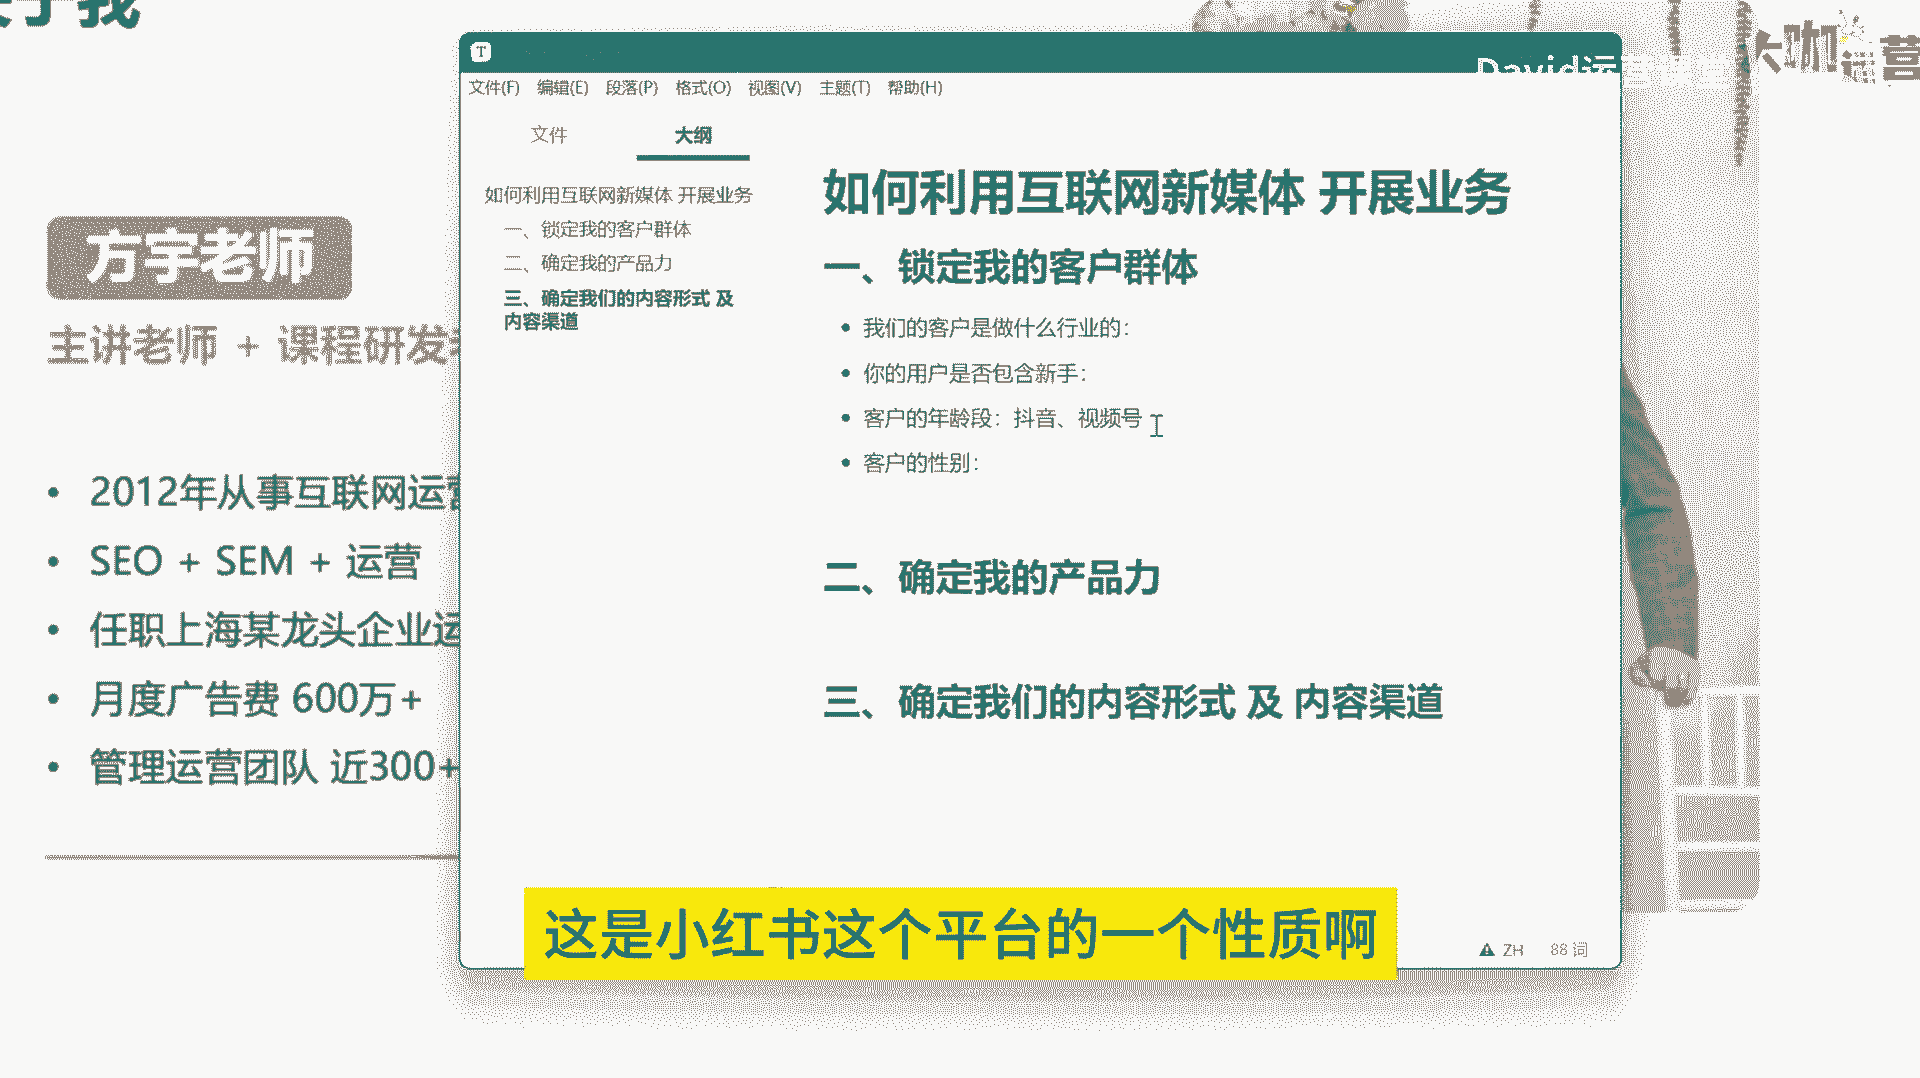 于我
方宇老师
主讲老师 + 课程研发
2012年从事互联网运营
SEO + SEM + 运营
任职上海某龙头企业运
月度广告费 600万+
管理运营团队 近300+
T
David运营
大咖运营
文件(F) 编辑(E) 段落(P) 格式(O) 视图(V) 主题(T) 帮助(H)
文件 大纲
如何利用互联网新媒体 开展业务
一、锁定我的客户群体
二、确定我的产品力
三、确定我们的内容形式 及
内容渠道
如何利用互联网新媒体 开展业务
一、锁定我的客户群体
我们的客户是做什么行业的：
你的用户是否包含新手：
客户的年龄段：抖音、视频号
客户的性别：
二、确定我的产品力
三、确定我们的内容形式 及 内容渠道
ZH 88 词
这是小红书这个平台的一个性质啊